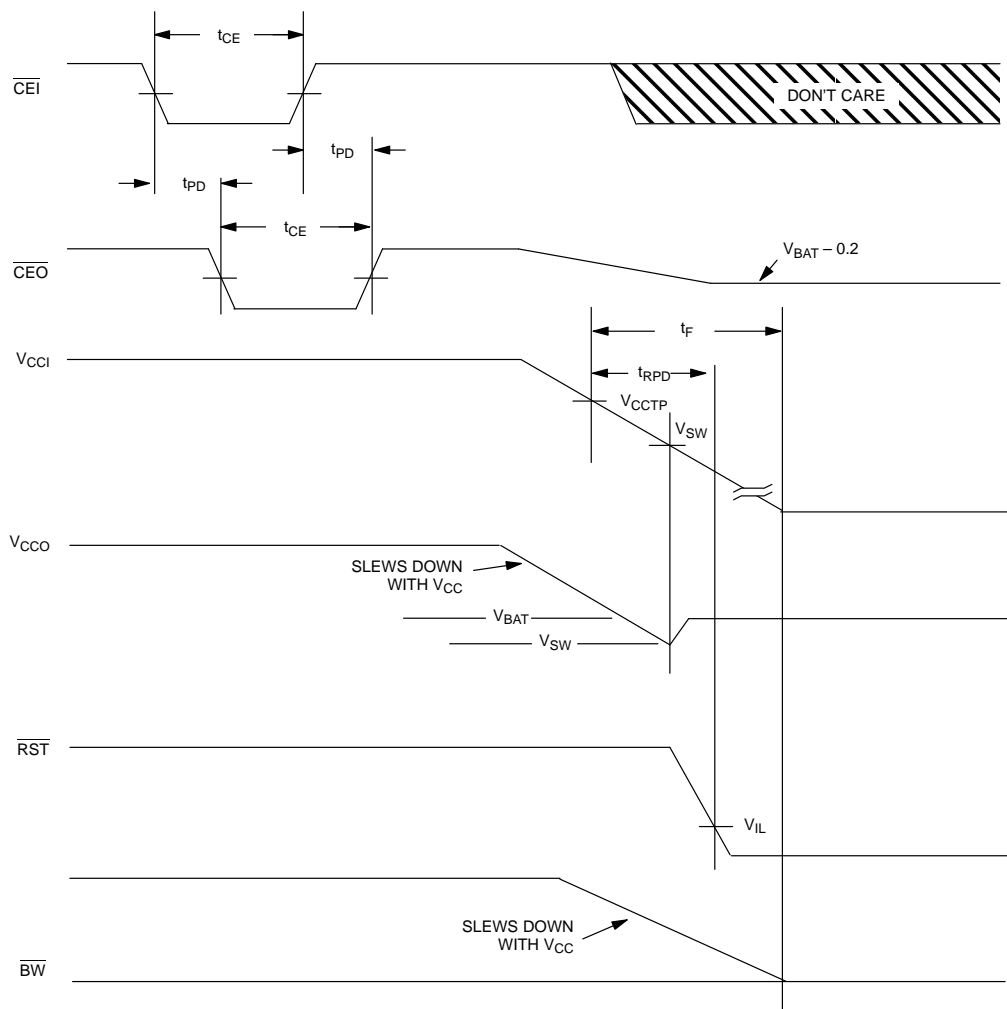 tCE
CEI
DON'T CARE
tPD
tPD
tCE
CEO
VBAT – 0.2
tF
VCCI
tRPD
VCCTP
VSW
VCCO
SLEWS DOWN
WITH VCC
VBAT
VSW
RST
VIL
SLEWS DOWN
WITH VCC
BW